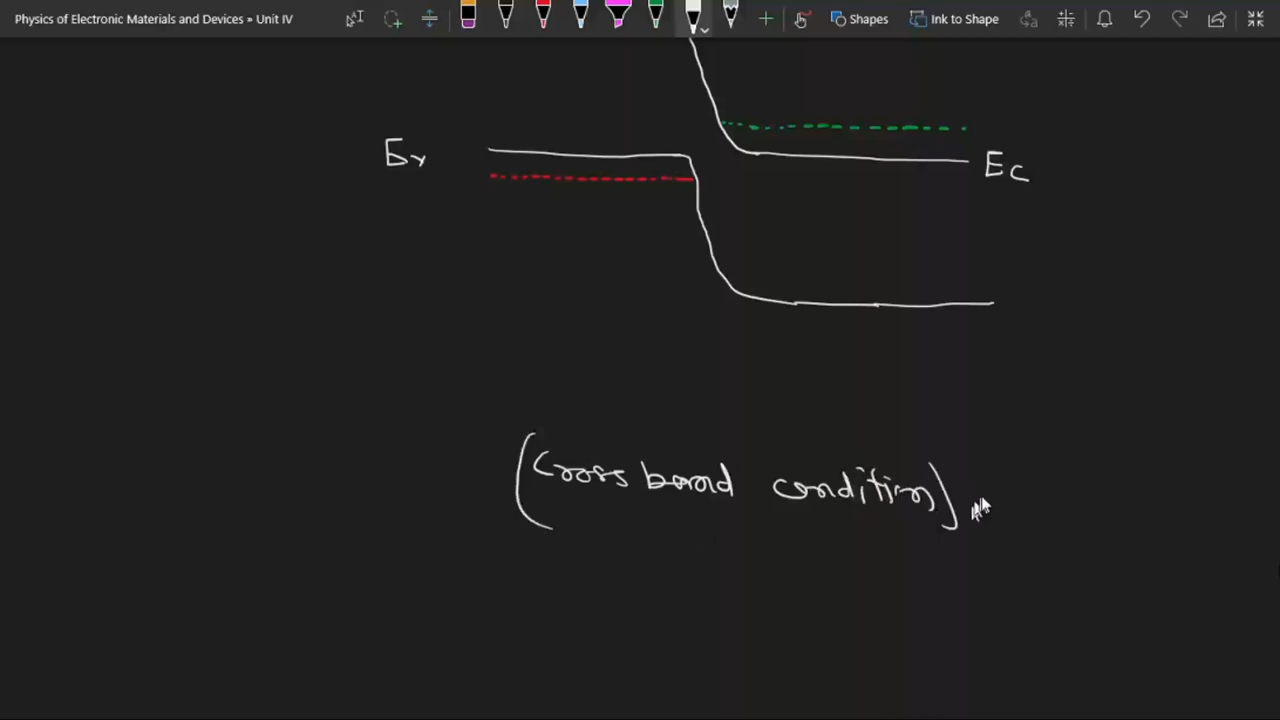 Physics of Electronic Materials and Devices » Unit IV
Shapes
Ink to Shape
Ev
Ec
(Cross band condition)